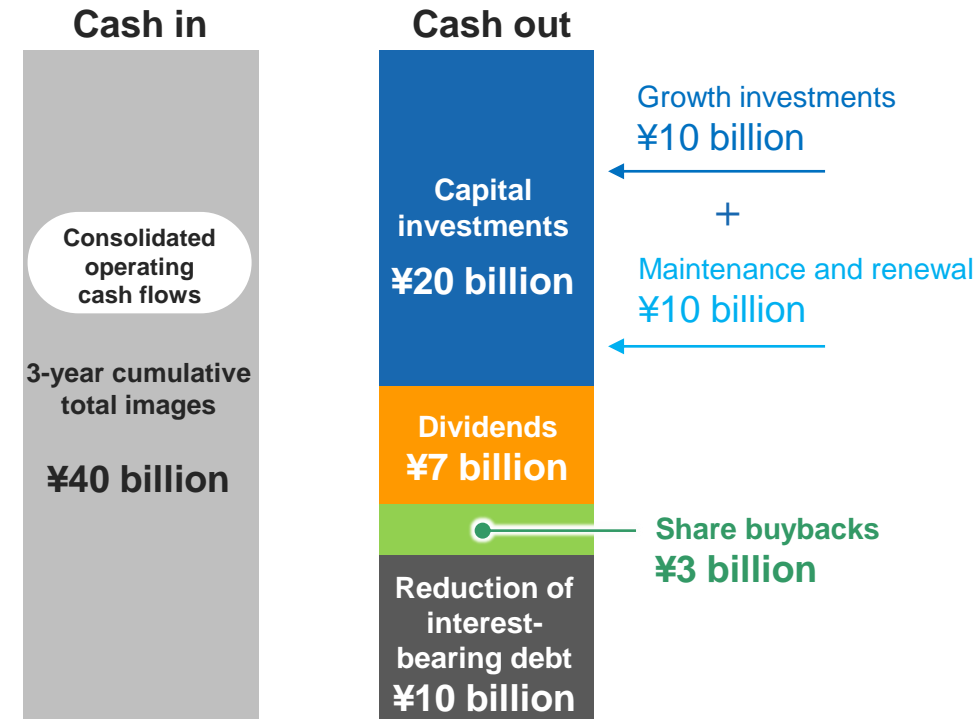 Cash in
Consolidated
operating
cash flows
3-year cumulative
total images
¥40 billion
Cash out
Capital
investments
¥20 billion
Growth investments
¥10 billion
+
Maintenance and renewal
¥10 billion
Dividends
¥7 billion
Share buybacks
¥3 billion
Reduction of
interest-
bearing debt
¥10 billion